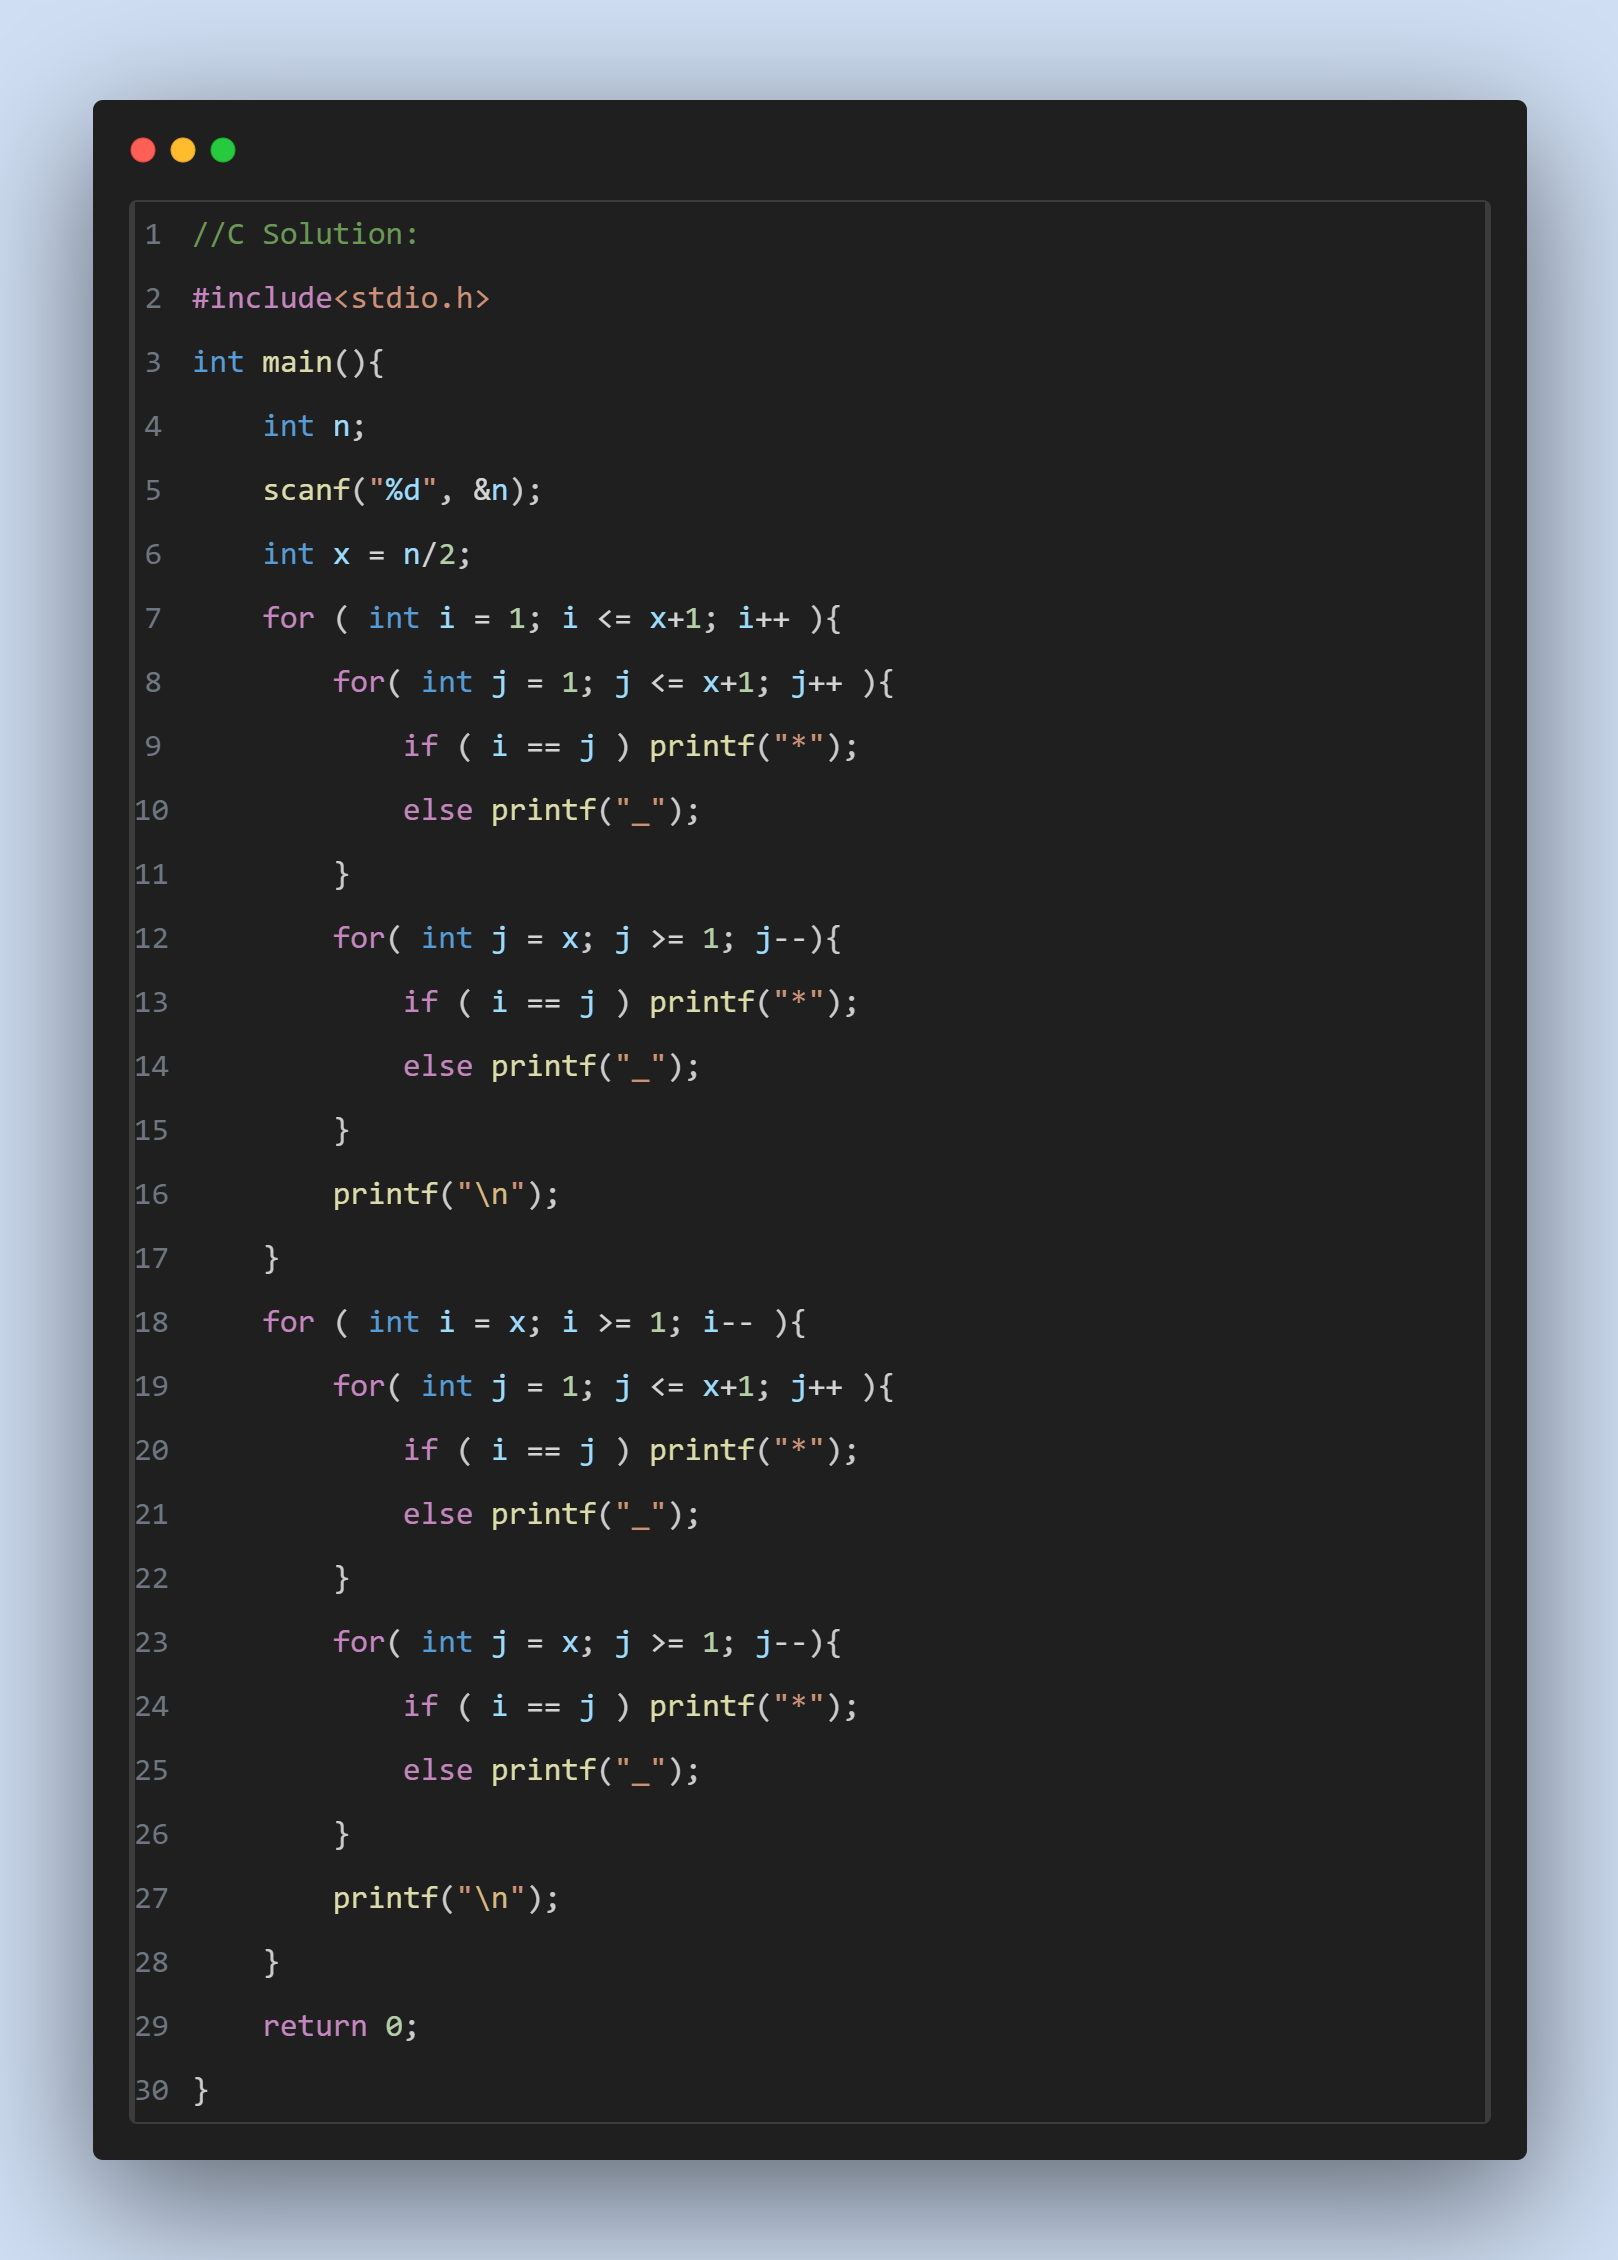 1 //C Solution:
2 #include<stdio.h>
3 int main(){
4     int n;
5     scanf("%d", &n);
6     int x = n/2;
7     for ( int i = 1; i <= x+1; i++ ){
8         for( int j = 1; j <= x+1; j++ ){
9             if ( i == j ) printf("*");
10             else printf("_");
11         }
12         for( int j = x; j >= 1; j--){
13             if ( i == j ) printf("*");
14             else printf("_");
15         }
16         printf("\n");
17     }
18     for ( int i = x; i >= 1; i-- ){
19         for( int j = 1; j <= x+1; j++ ){
20             if ( i == j ) printf("*");
21             else printf("_");
22         }
23         for( int j = x; j >= 1; j--){
24             if ( i == j ) printf("*");
25             else printf("_");
26         }
27         printf("\n");
28     }
29     return 0;
30 }